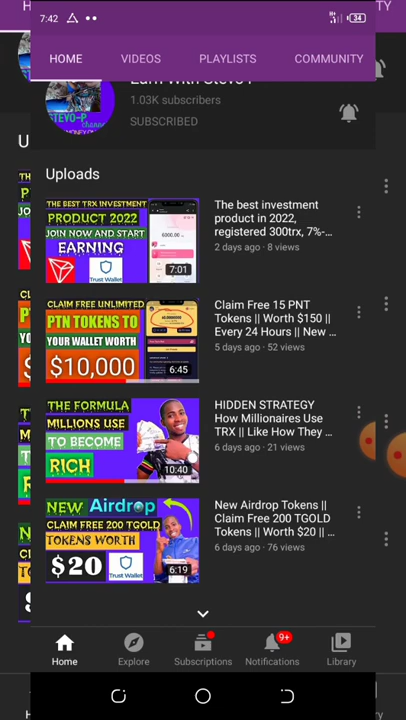 7:42
34
HOME VIDEOS PLAYLISTS COMMUNITY
1.03K subscribers
SUBSCRIBED
Uploads
THE BEST TRX INVESTMENT
PRODUCT 2022
JOIN NOW AND START
EARNING
TRUST WALLET
7:01
The best investment
product in 2022,
registered 300trx, 7%-...
2 days ago · 8 views
CLAIM FREE UNLIMITED
PTN TOKENS TO
YOUR WALLET WORTH
$10,000
6:45
Claim Free 15 PNT
Tokens || Worth $150 ||
Every 24 Hours || New ...
5 days ago · 52 views
THE FORMULA
MILLIONS USE
TO BECOME
RICH
10:40
HIDDEN STRATEGY
How Millionaires Use
TRX || Like How They ...
6 days ago · 21 views
NEW Airdrop
CLAIM FREE 200 TGOLD
TOKENS WORTH
$20
TRUST WALLET
6:19
New Airdrop Tokens ||
Claim Free 200 TGOLD
Tokens || Worth $20 || ...
6 days ago · 76 views
9+
Home Explore Subscriptions Notifications Library